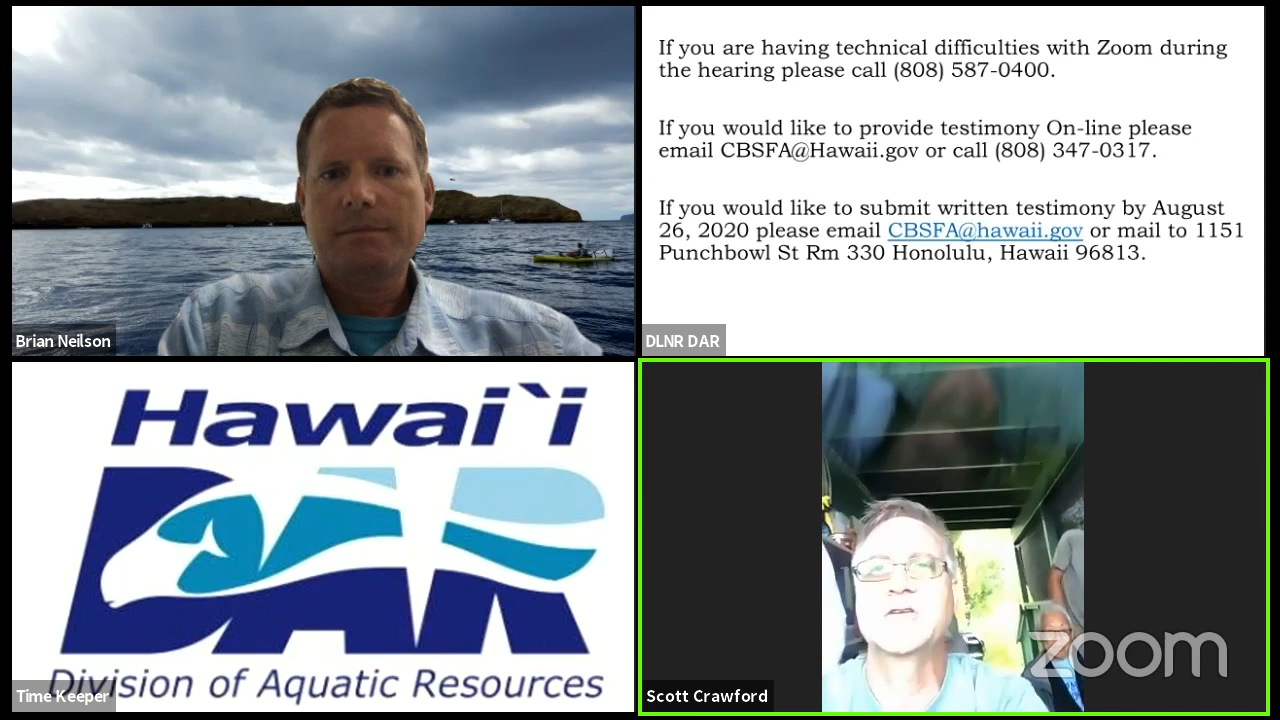 If you are having technical difficulties with Zoom during
the hearing please call (808) 587-0400.
If you would like to provide testimony On-line please
email CBSFA@Hawaii.gov or call (808) 347-0317.
If you would like to submit written testimony by August
26, 2020 please email CBSFA@hawaii.gov or mail to 1151
Punchbowl St Rm 330 Honolulu, Hawaii 96813.
Brian Neilson
DLNR DAR
Hawai`i
DAR
Division of Aquatic Resources
Time Keeper
Scott Crawford
zoom